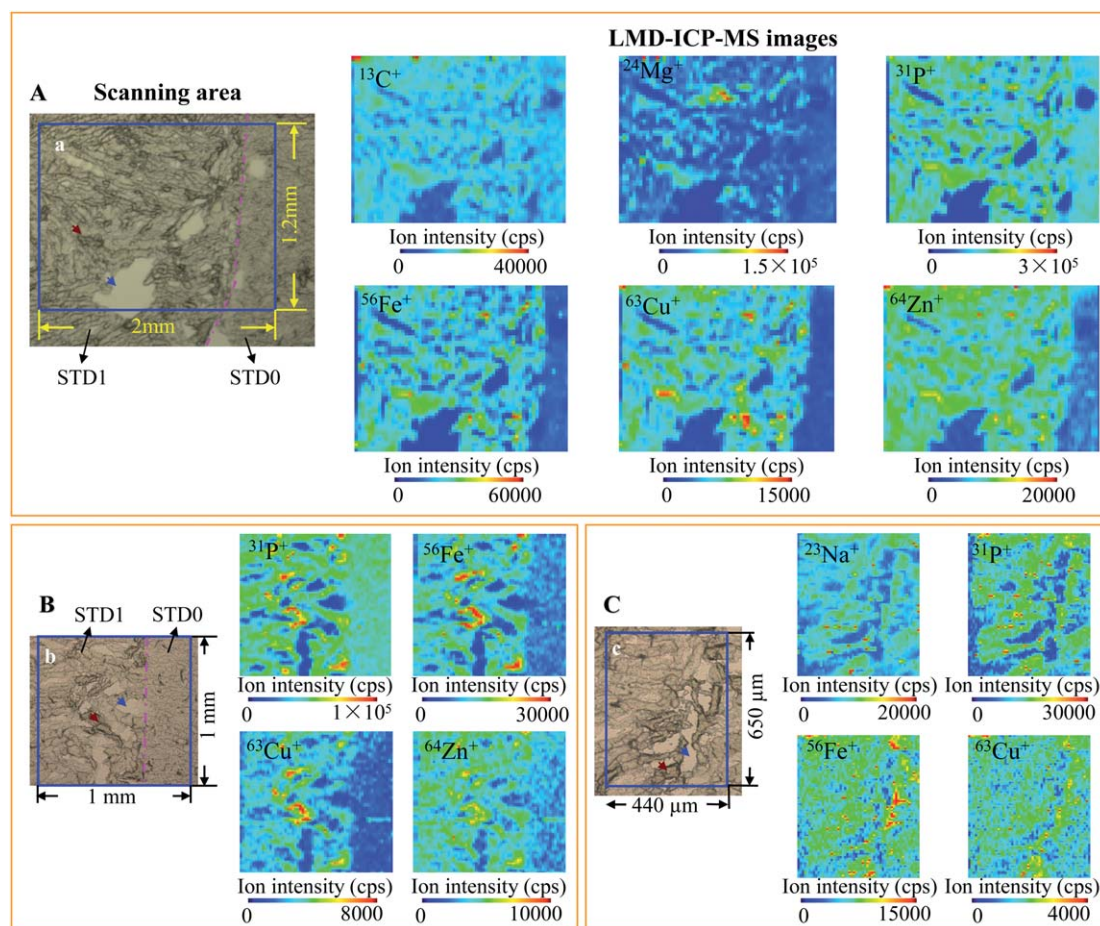 LMD-ICP-MS images
A Scanning area
a
1.2mm
2mm
STD1 STD0
¹³C⁺ ²⁴Mg⁺ ³¹P⁺
Ion intensity (cps) Ion intensity (cps) Ion intensity (cps)
0 40000 0 1.5×10⁵ 0 3×10⁵
⁵⁶Fe⁺ ⁶³Cu⁺ ⁶⁴Zn⁺
Ion intensity (cps) Ion intensity (cps) Ion intensity (cps)
0 60000 0 15000 0 20000
B
STD1 STD0
b
1 mm
1 mm
³¹P⁺ ⁵⁶Fe⁺
Ion intensity (cps) Ion intensity (cps)
0 1×10⁵ 0 30000
⁶³Cu⁺ ⁶⁴Zn⁺
Ion intensity (cps) Ion intensity (cps)
0 8000 0 10000
C
c
650 µm
440 µm
²³Na⁺ ³¹P⁺
Ion intensity (cps) Ion intensity (cps)
0 20000 0 30000
⁵⁶Fe⁺ ⁶³Cu⁺
Ion intensity (cps) Ion intensity (cps)
0 15000 0 4000